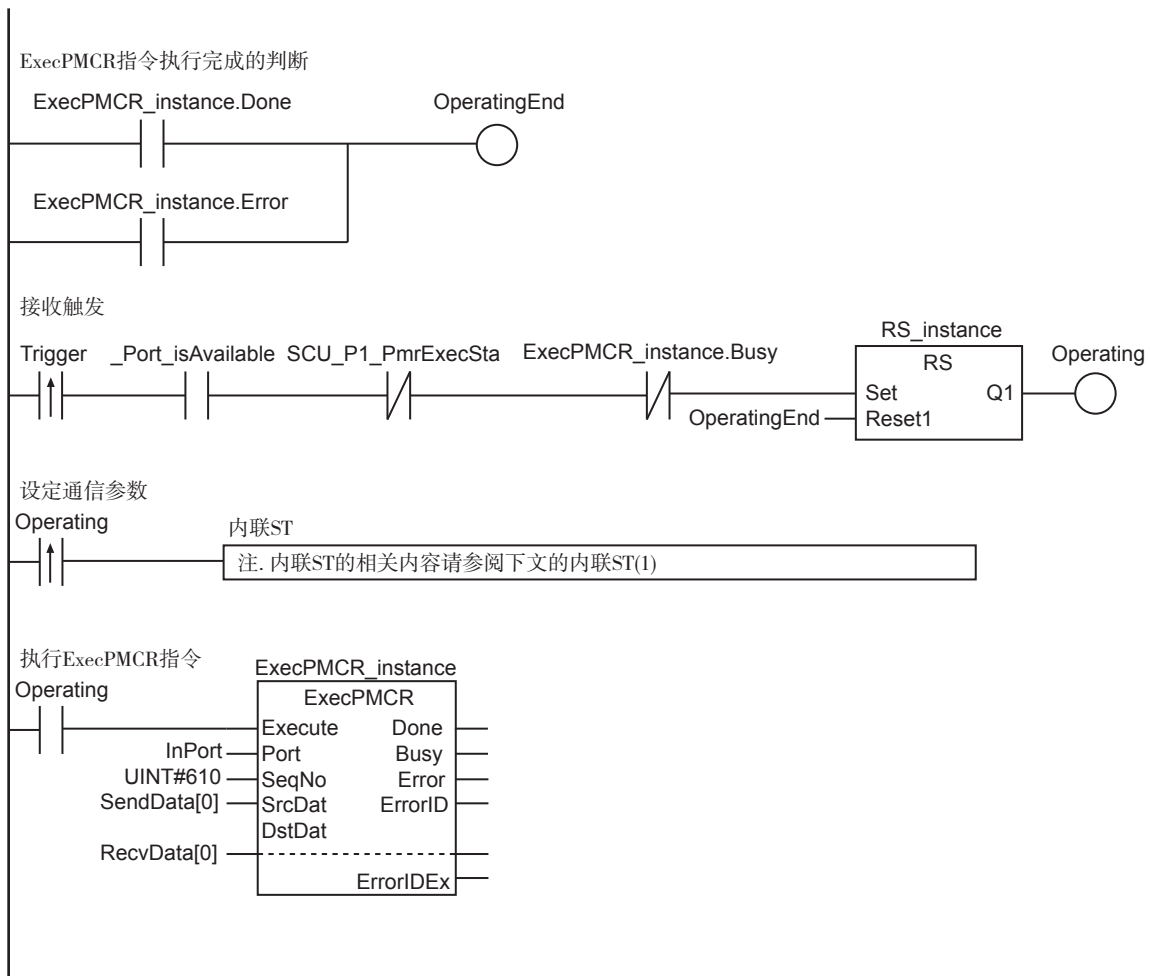 ExecPMCR指令执行完成的判断
ExecPMCR_instance.Done
OperatingEnd
ExecPMCR_instance.Error
接收触发
RS_instance
Trigger _Port_isAvailable SCU_P1_PmrExecSta ExecPMCR_instance.Busy
RS
Operating
Set Q1
OperatingEnd Reset1
设定通信参数
Operating
内联ST
注. 内联ST的相关内容请参阅下文的内联ST(1)
执行ExecPMCR指令
ExecPMCR_instance
Operating
ExecPMCR
Execute Done
InPort Port Busy
UINT#610 SeqNo Error
SendData[0] SrcDat ErrorID
DstDat
RecvData[0]
ErrorIDEx